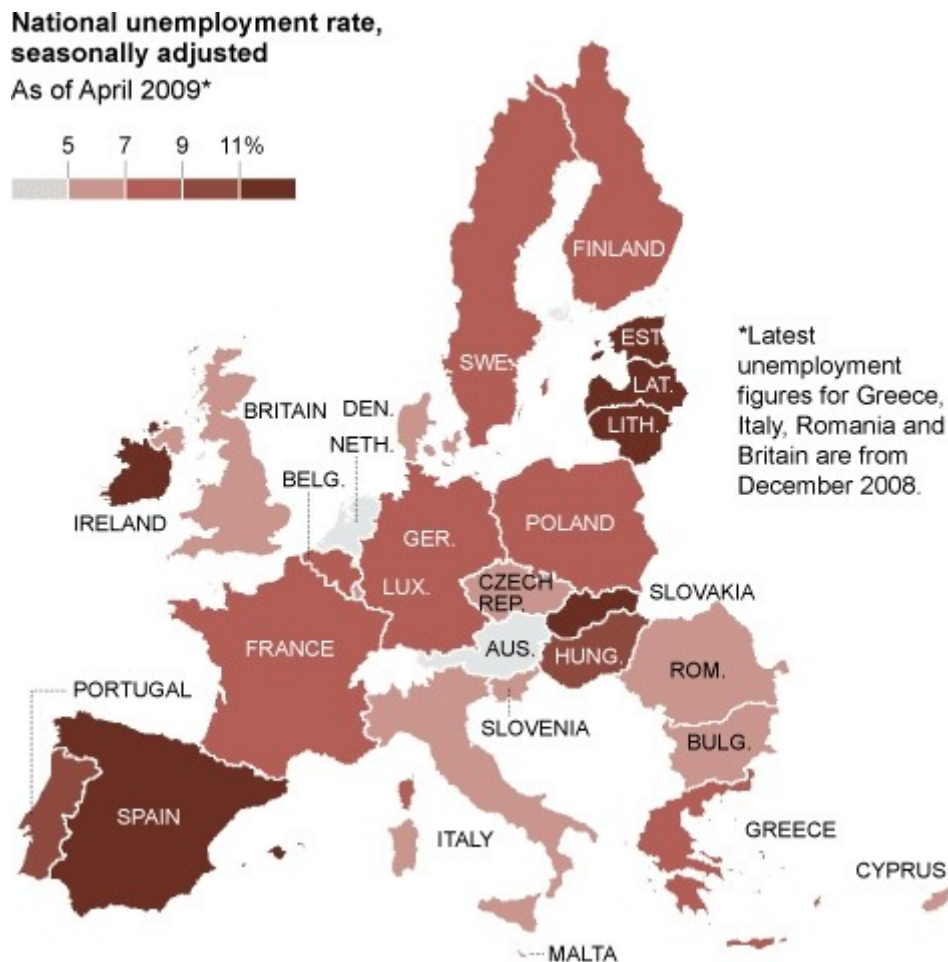 National unemployment rate,
seasonally adjusted
As of April 2009*
5 7 9 11%
FINLAND
SWE.
EST.
LAT.
LITH.
*Latest
unemployment
figures for Greece,
Italy, Romania and
Britain are from
December 2008.
BRITAIN
DEN.
NETH.
BELG.
IRELAND
GER.
POLAND
LUX.
CZECH
REP.
SLOVAKIA
FRANCE
AUS.
HUNG.
ROM.
PORTUGAL
SLOVENIA
BULG.
SPAIN
ITALY
GREECE
CYPRUS
MALTA